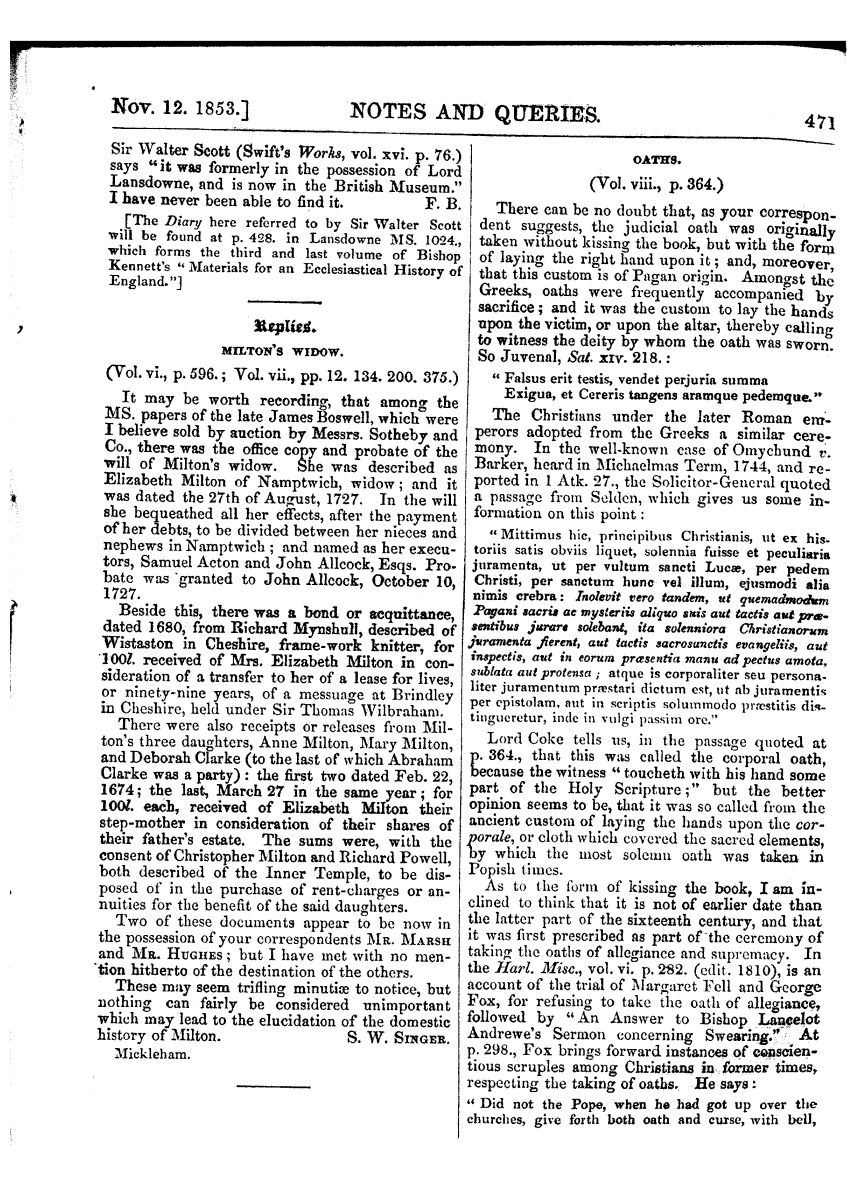 Nov. 12. 1853.] NOTES AND QUERIES. 471
Sir Walter Scott (Swift's Works, vol. xvi. p. 76.)
says "it was formerly in the possession of Lord
Lansdowne, and is now in the British Museum."
I have never been able to find it. F. B.
[The Diary here referred to by Sir Walter Scott
will be found at p. 428. in Lansdowne MS. 1024.,
which forms the third and last volume of Bishop
Kennett's "Materials for an Ecclesiastical History of
England."]
Replies.
MILTON'S WIDOW.
(Vol. vi., p. 596.; Vol. vii., pp. 12. 134. 200. 375.)
It may be worth recording, that among the
MS. papers of the late James Boswell, which were
I believe sold by auction by Messrs. Sotheby and
Co., there was the office copy and probate of the
will of Milton's widow. She was described as
Elizabeth Milton of Namptwich, widow; and it
was dated the 27th of August, 1727. In the will
she bequeathed all her effects, after the payment
of her debts, to be divided between her nieces and
nephews in Namptwich; and named as her execu-
tors, Samuel Acton and John Allcock, Esqs. Pro-
bate was granted to John Allcock, October 10,
1727.
Beside this, there was a bond or acquittance,
dated 1680, from Richard Mynshull, described of
Wistaston in Cheshire, frame-work knitter, for
100l. received of Mrs. Elizabeth Milton in con-
sideration of a transfer to her of a lease for lives,
or ninety-nine years, of a messuage at Brindley
in Cheshire, held under Sir Thomas Wilbraham.
There were also receipts or releases from Mil-
ton's three daughters, Anne Milton, Mary Milton,
and Deborah Clarke (to the last of which Abraham
Clarke was a party): the first two dated Feb. 22,
1674; the last, March 27 in the same year; for
100l. each, received of Elizabeth Milton their
step-mother in consideration of their shares of
their father's estate. The sums were, with the
consent of Christopher Milton and Richard Powell,
both described of the Inner Temple, to be dis-
posed of in the purchase of rent-charges or an-
nuities for the benefit of the said daughters.
Two of these documents appear to be now in
the possession of your correspondents MR. MARSH
and MR. HUGHES; but I have met with no men-
tion hitherto of the destination of the others.
These may seem trifling minutiæ to notice, but
nothing can fairly be considered unimportant
which may lead to the elucidation of the domestic
history of Milton. S. W. SINGER.
Mickleham.
OATHS.
(Vol. viii., p. 364.)
There can be no doubt that, as your correspon-
dent suggests, the judicial oath was originally
taken without kissing the book, but with the form
of laying the right hand upon it; and, moreover,
that this custom is of Pagan origin. Amongst the
Greeks, oaths were frequently accompanied by
sacrifice; and it was the custom to lay the hands
upon the victim, or upon the altar, thereby calling
to witness the deity by whom the oath was sworn.
So Juvenal, Sat. xiv. 218.:
"Falsus erit testis, vendet perjuria summa
Exigua, et Cereris tangens aramque pedemque."
The Christians under the later Roman em-
perors adopted from the Greeks a similar cere-
mony. In the well-known case of Omychund v.
Barker, heard in Michaelmas Term, 1744, and re-
ported in 1 Atk. 27., the Solicitor-General quoted
a passage from Selden, which gives us some in-
formation on this point:
"Mittimus hic, principibus Christianis, ut ex his-
toriis satis obviis liquet, solennia fuisse et peculiaria
juramenta, ut per vultum sancti Lucæ, per pedem
Christi, per sanctum hunc vel illum, ejusmodi alia
nimis crebra: Inolevit vero tandem, ut quemadmodum
Pagani sacris ac mysteriis aliquo suis aut tactis aut præ-
sentibus jurare solebant, ita solenniora Christianorum
juramenta fierent, aut tactis sacrosanctis evangeliis, aut
inspectis, aut in eorum præsentia manu ad pectus amota,
sublata aut protensa; atque is corporaliter seu persona-
liter juramentum præstari dictum est, ut ab juramentis
per epistolam, aut in scriptis solummodo præstitis dis-
tingueretur, inde in vulgi passim ore."
Lord Coke tells us, in the passage quoted at
p. 364., that this was called the corporal oath,
because the witness "toucheth with his hand some
part of the Holy Scripture;" but the better
opinion seems to be, that it was so called from the
ancient custom of laying the hands upon the cor-
porale, or cloth which covered the sacred elements,
by which the most solemn oath was taken in
Popish times.
As to the form of kissing the book, I am in-
clined to think that it is not of earlier date than
the latter part of the sixteenth century, and that
it was first prescribed as part of the ceremony of
taking the oaths of allegiance and supremacy. In
the Harl. Misc., vol. vi. p. 282. (edit. 1810), is an
account of the trial of Margaret Fell and George
Fox, for refusing to take the oath of allegiance,
followed by "An Answer to Bishop Lancelot
Andrewe's Sermon concerning Swearing." At
p. 298., Fox brings forward instances of conscien-
tious scruples among Christians in former times,
respecting the taking of oaths. He says:
"Did not the Pope, when he had got up over the
churches, give forth both oath and curse, with bell,